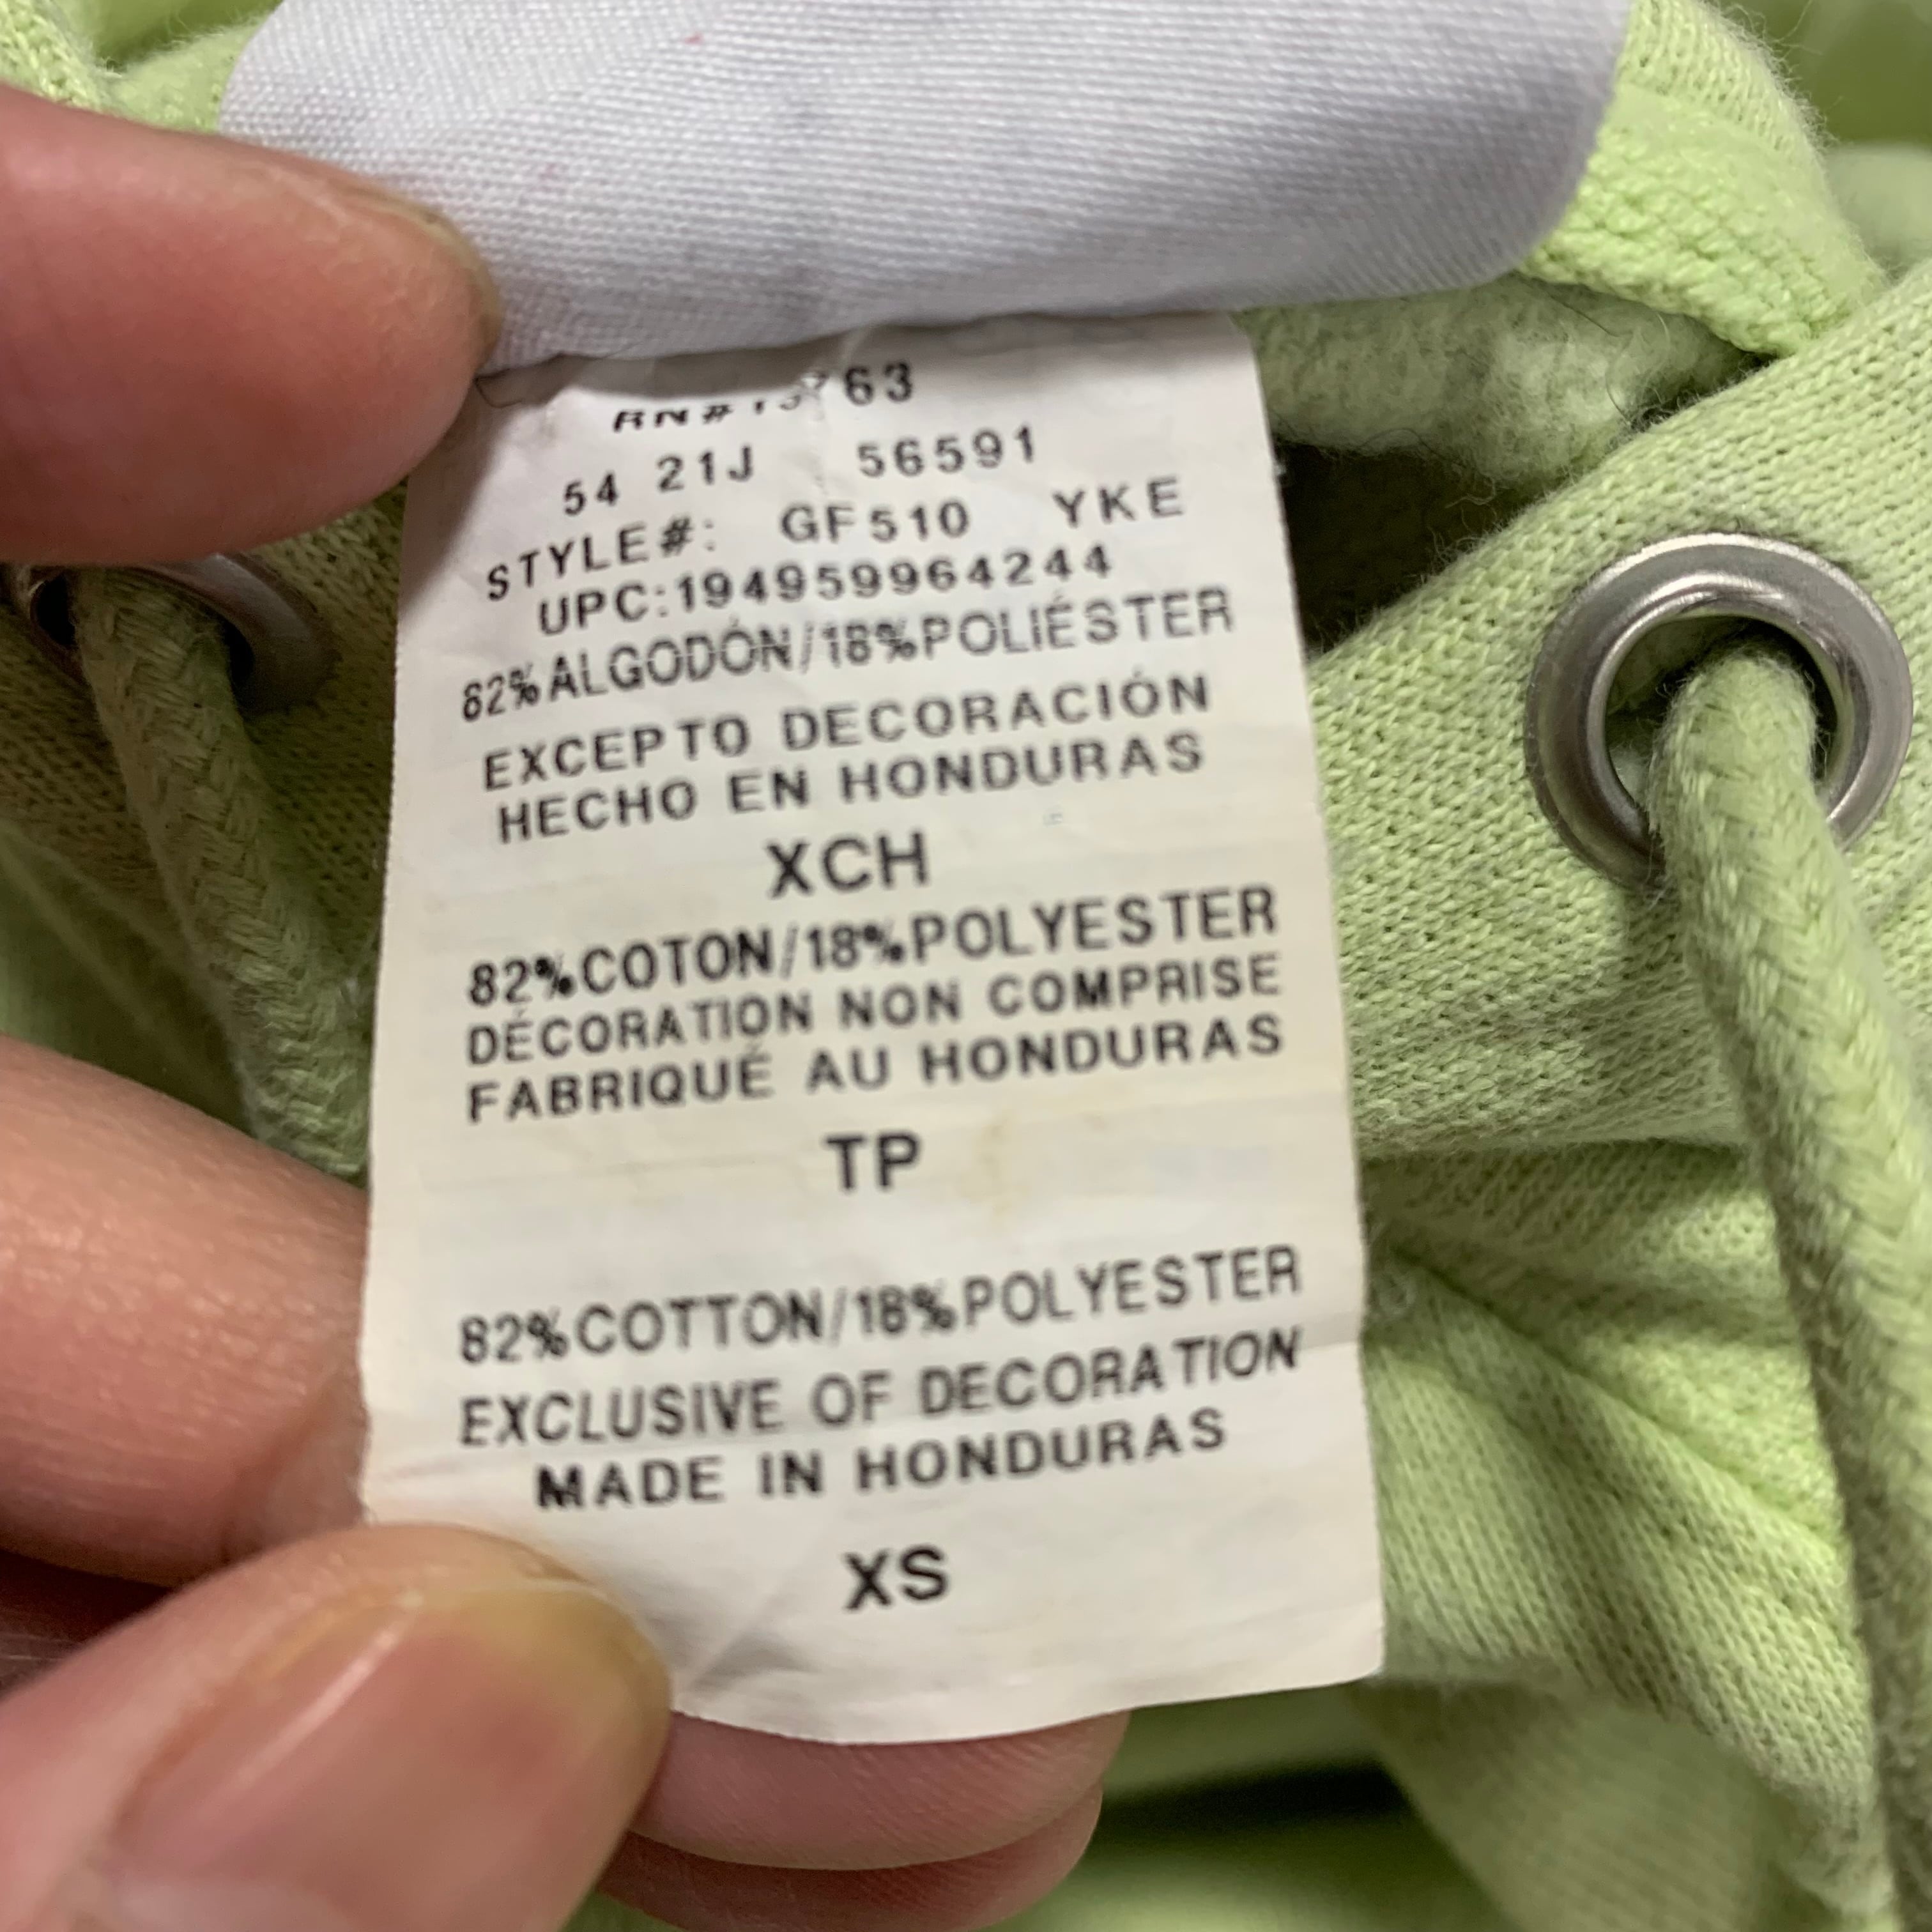 63
54 21J 56591
STYLE#: GF510 YKE
UPC:194959964244
82%ALGODÓN/18%POLIÉSTER
EXCEPTO DECORACIÓN
HECHO EN HONDURAS
XCH
82%COTON/18%POLYESTER
DÉCORATION NON COMPRISE
FABRIQUÉ AU HONDURAS
TP
82%COTTON/18%POLYESTER
EXCLUSIVE OF DECORATION
MADE IN HONDURAS
XS